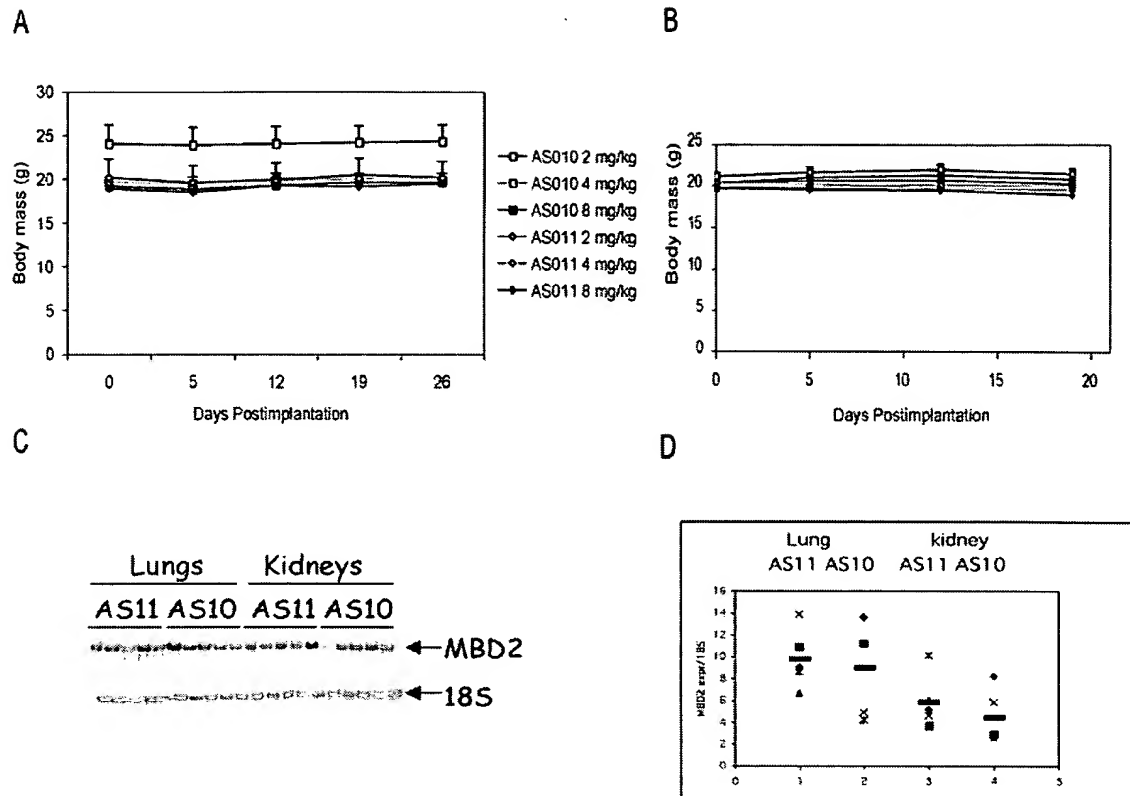 A
30
25
20
15
10
5
0
Body mass (g)
0 5 12 19 26
Days Postimplantation
AS010 2 mg/kg
AS010 4 mg/kg
AS010 8 mg/kg
AS011 2 mg/kg
AS011 4 mg/kg
AS011 8 mg/kg
B
25
20
15
10
5
0
Body mass (g)
0 5 10 15 20
Days Postimplantation
C
Lungs Kidneys
AS11 AS10 AS11 AS10
MBD2
18S
D
Lung kidney
AS11 AS10 AS11 AS10
16
14
12
10
8
6
4
2
0
MBD2 expr/18S
0 1 2 3 4 5